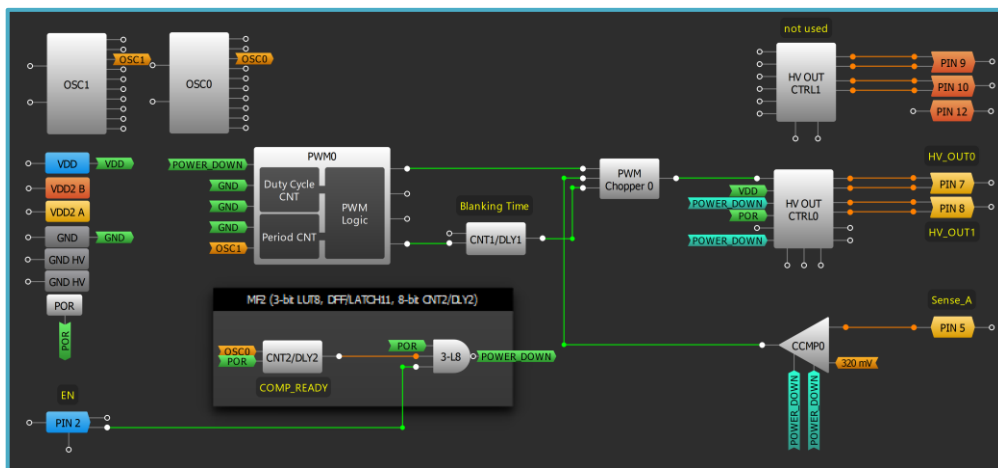 not used
OSC1
OSC1
OSC0
OSC0
HV OUT
CTRL1
PIN 9
PIN 10
PIN 12
VDD
VDD
VDD2 B
VDD2 A
GND
GND
GND HV
GND HV
POR
POR
EN
PIN 2
POWER_DOWN
GND
GND
GND
OSC1
PWM0
Duty Cycle
CNT
Period CNT
PWM
Logic
Blanking Time
CNT1/DLY1
PWM
Chopper 0
VDD
POWER_DOWN
POR
POWER_DOWN
HV OUT
CTRL0
HV_OUT0
PIN 7
PIN 8
HV_OUT1
MF2 (3-bit LUT8, DFF/LATCH11, 8-bit CNT2/DLY2)
OSC0
POR
CNT2/DLY2
COMP_READY
POR
3-L8
POWER_DOWN
Sense_A
PIN 5
CCMP0
320 mV
POWER_DOWN
POWER_DOWN